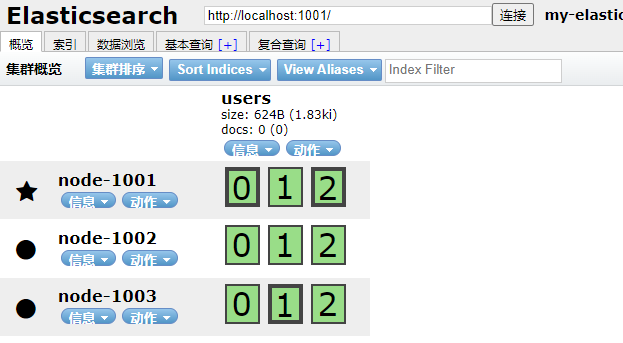 Elasticsearch http://localhost:1001/ 连接 my-elastic
概览 索引 数据浏览 基本查询 [+] 复合查询 [+]
集群概览 集群排序 Sort Indices View Aliases Index Filter
users
size: 624B (1.83ki)
docs: 0 (0)
信息 动作
node-1001 0 1 2
信息 动作
node-1002 0 1 2
信息 动作
node-1003 0 1 2
信息 动作